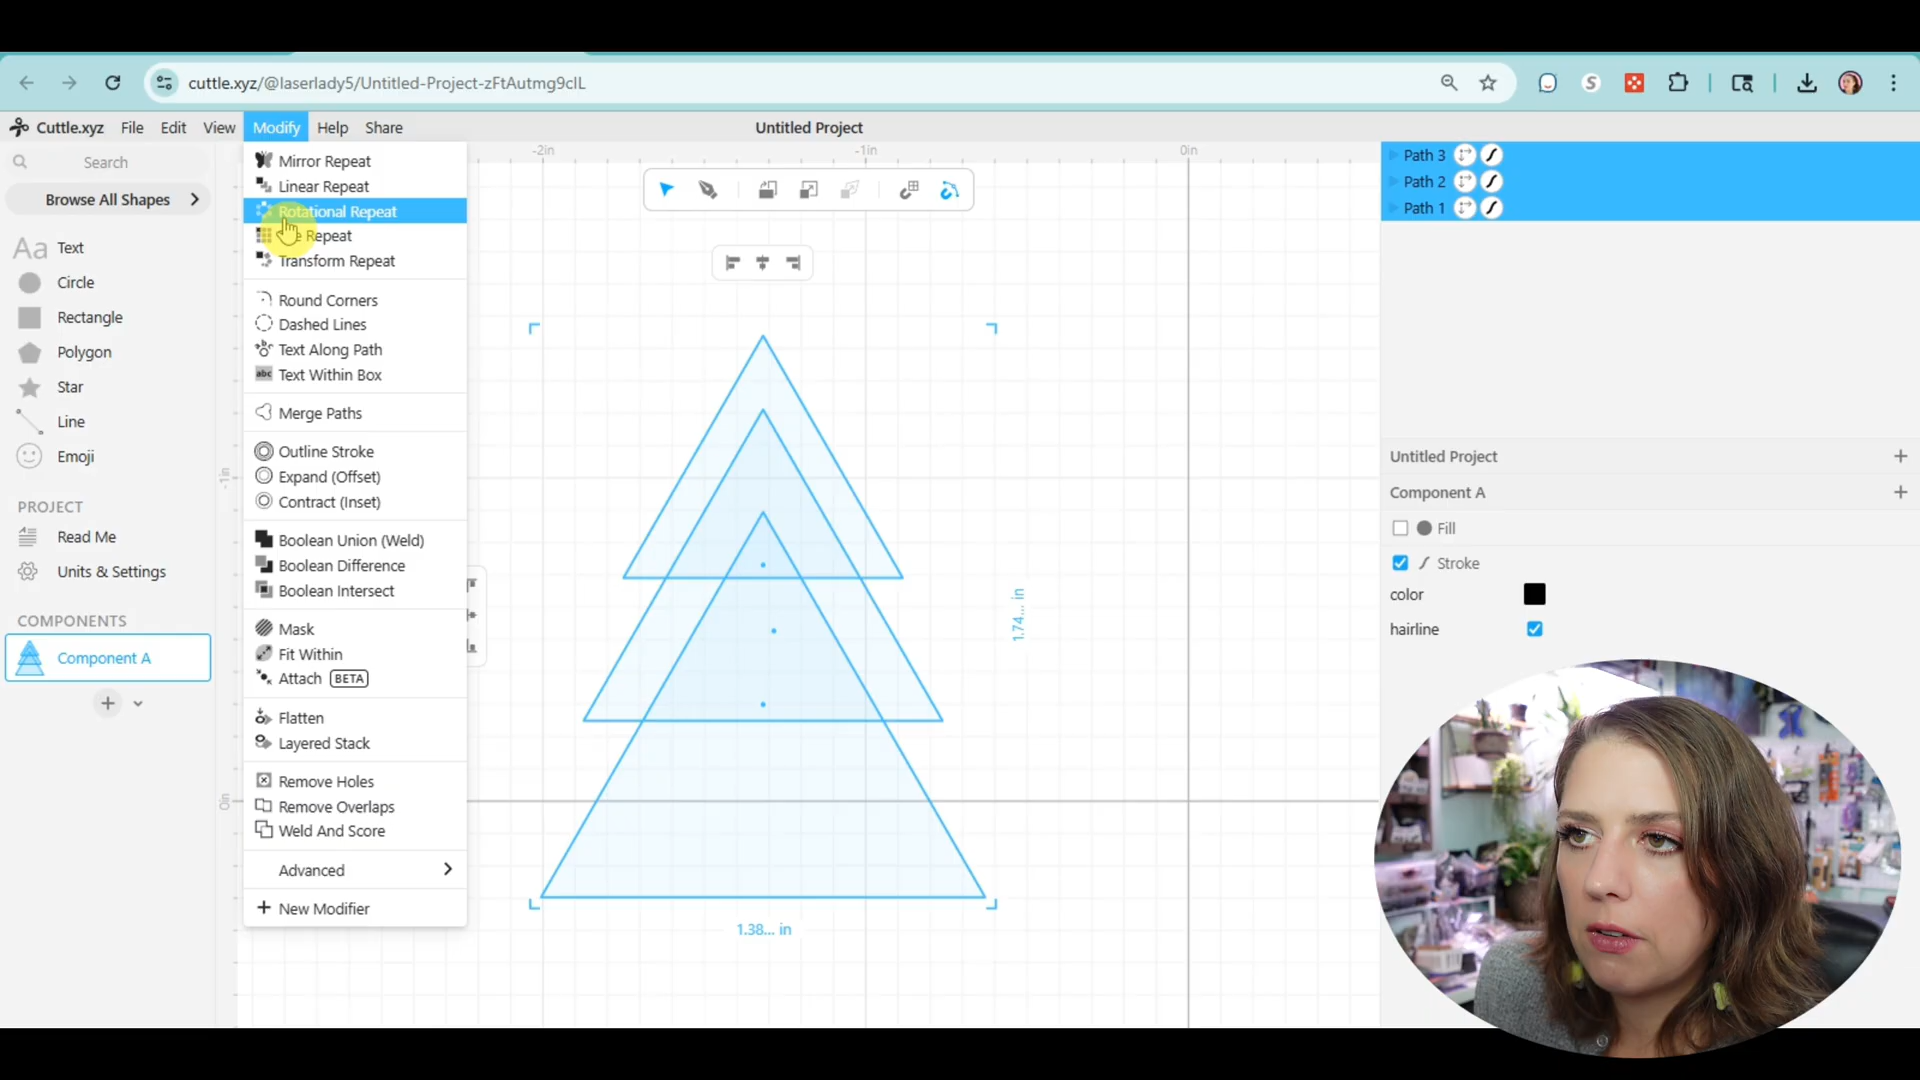 cuttle.xyz/@laserlady5/Untitled-Project-zFtAutmg9clL
Cuttle.xyz File Edit View Modify Help Share
Untitled Project
Search
Browse All Shapes
Text
Circle
Rectangle
Polygon
Star
Line
Emoji
PROJECT
Read Me
Units & Settings
COMPONENTS
Component A
Mirror Repeat
Linear Repeat
Rotational Repeat
Repeat
Transform Repeat
Round Corners
Dashed Lines
Text Along Path
abc Text Within Box
Merge Paths
Outline Stroke
Expand (Offset)
Contract (Inset)
Boolean Union (Weld)
Boolean Difference
Boolean Intersect
Mask
Fit Within
Attach BETA
Flatten
Layered Stack
Remove Holes
Remove Overlaps
Weld And Score
Advanced
New Modifier
-2in -1in 0in
-1in
0in
1.74... in
1.38... in
Path 3
Path 2
Path 1
Untitled Project
Component A
Fill
Stroke
color
hairline